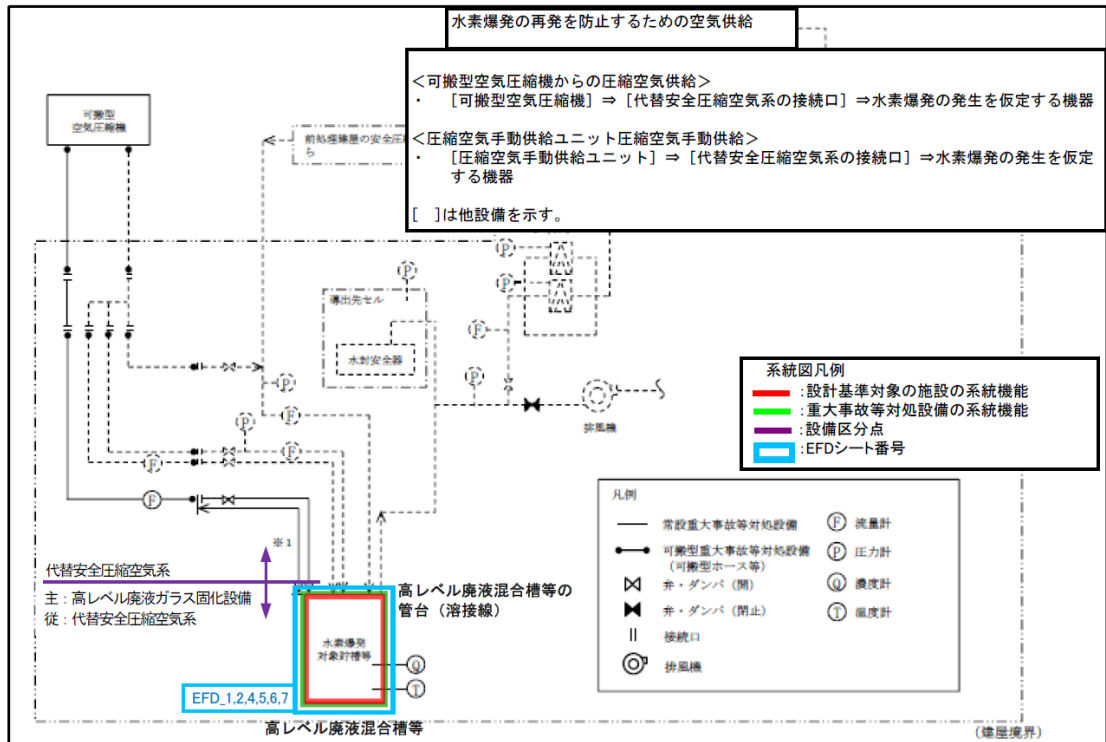 水素爆発の再発を防止するための空気供給
＜可搬型空気圧縮機からの圧縮空気供給＞
・ ［可搬型空気圧縮機］⇒［代替安全圧縮空気系の接続口］⇒水素爆発の発生を仮定する機器
＜圧縮空気手動供給ユニット圧縮空気手動供給＞
・ ［圧縮空気手動供給ユニット］⇒［代替安全圧縮空気系の接続口］⇒水素爆発の発生を仮定
する機器
［ ］は他設備を示す。
可搬型
空気圧縮機
前処理建屋の安全圧縮
ら
P
P
P
導出先セル
水封安全器
F
P
P
排風機
F
P
F
F
F
系統図凡例
：設計基準対象の施設の系統機能
：重大事故等対処設備の系統機能
：設備区分点
：EFDシート番号
凡例
常設重大事故等対処設備
可搬型重大事故等対処設備
（可搬型ホース等）
弁・ダンパ（開）
弁・ダンパ（閉止）
接続口
排風機
F 流量計
P 圧力計
Q 濃度計
T 温度計
※1
代替安全圧縮空気系
主：高レベル廃液ガラス固化設備
従：代替安全圧縮空気系
高レベル廃液混合槽等の
管台（溶接線）
水素爆発
対象貯槽等
Q
T
EFD_1,2,4,5,6,7
高レベル廃液混合槽等
(建屋境界)